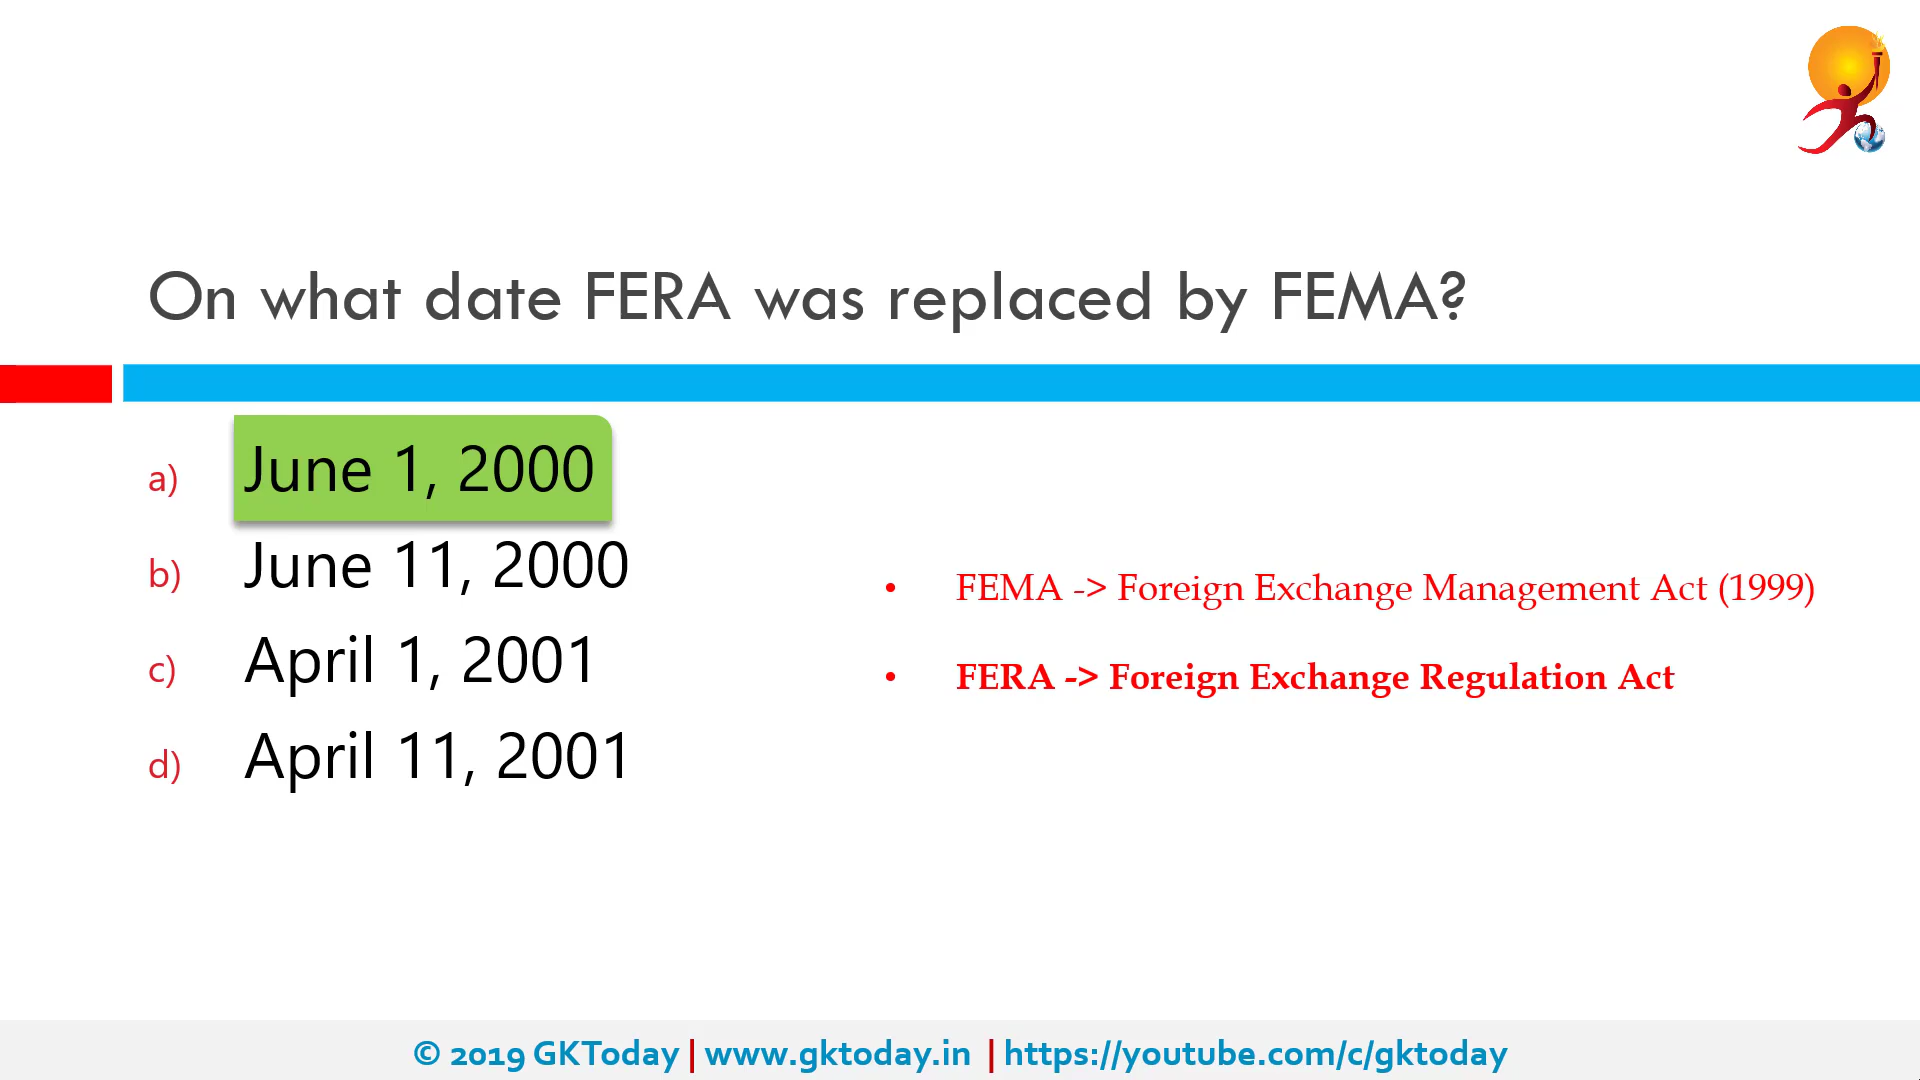 On what date FERA was replaced by FEMA?
a) June 1, 2000
b) June 11, 2000
c) April 1, 2001
d) April 11, 2001
• FEMA -> Foreign Exchange Management Act (1999)
• FERA -> Foreign Exchange Regulation Act
© 2019 GKToday | www.gktoday.in | https://youtube.com/c/gktoday